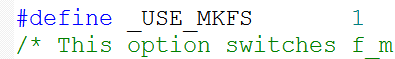 #define _USE_MKFS 1
/* This option switches f_m